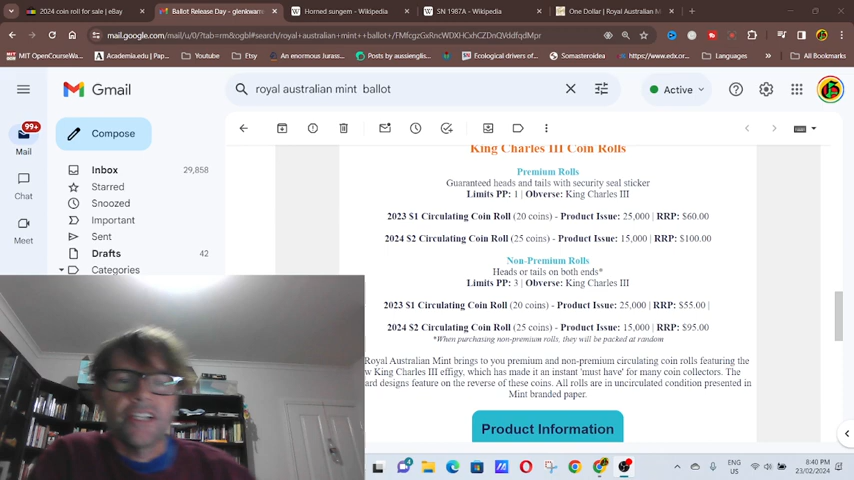 2024 coin roll for sale | eBay
Ballot Release Day - glenkwarre
Horned sungem - Wikipedia
SN 1987A - Wikipedia
One Dollar | Royal Australian M
mail.google.com/mail/u/0/?tab=rm&ogbl#search/royal+australian+mint++ballot+/FMfcgzGxRncWDXHCxhCZDnQVddfqdMpr
MIT OpenCourseWar...
Academia.edu | Papo...
Youtube
Etsy
An enormous Jurass...
Posts by aussiefung...
Ecological drivers of...
Somasteroidea
https://www.edx.org...
Languages
All Bookmarks
Gmail
royal australian mint ballot
Active
99+
Mail
Chat
Meet
Compose
Inbox 29,858
Starred
Snoozed
Important
Sent
Drafts 42
Categories
King Charles III Coin Rolls
Premium Rolls
Guaranteed heads and tails with security seal sticker
Limits PP: 1 | Obverse: King Charles III
2023 $1 Circulating Coin Roll (20 coins) - Product Issue: 25,000 | RRP: $60.00
2024 $2 Circulating Coin Roll (25 coins) - Product Issue: 15,000 | RRP: $100.00
Non-Premium Rolls
Heads or tails on both ends*
Limits PP: 3 | Obverse: King Charles III
2023 $1 Circulating Coin Roll (20 coins) - Product Issue: 25,000 | RRP: $55.00 |
2024 $2 Circulating Coin Roll (25 coins) - Product Issue: 15,000 | RRP: $95.00
*When purchasing non-premium rolls, they will be packed at random
Royal Australian Mint brings to you premium and non-premium circulating coin rolls featuring the
w King Charles III effigy, which has made it an instant 'must have' for many coin collectors. The
ard designs feature on the reverse of these coins. All rolls are in uncirculated condition presented in
Mint branded paper.
Product Information
ENG
US
8:40 PM
23/02/2024